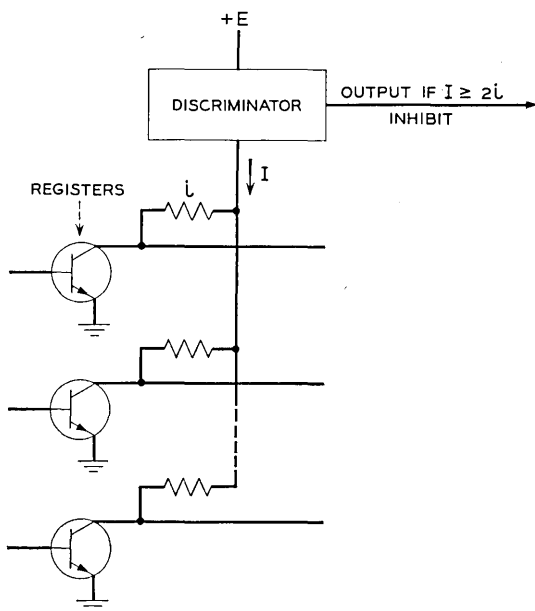 +E
DISCRIMINATOR
OUTPUT IF I ≥ 2i
INHIBIT
I
REGISTERS
i